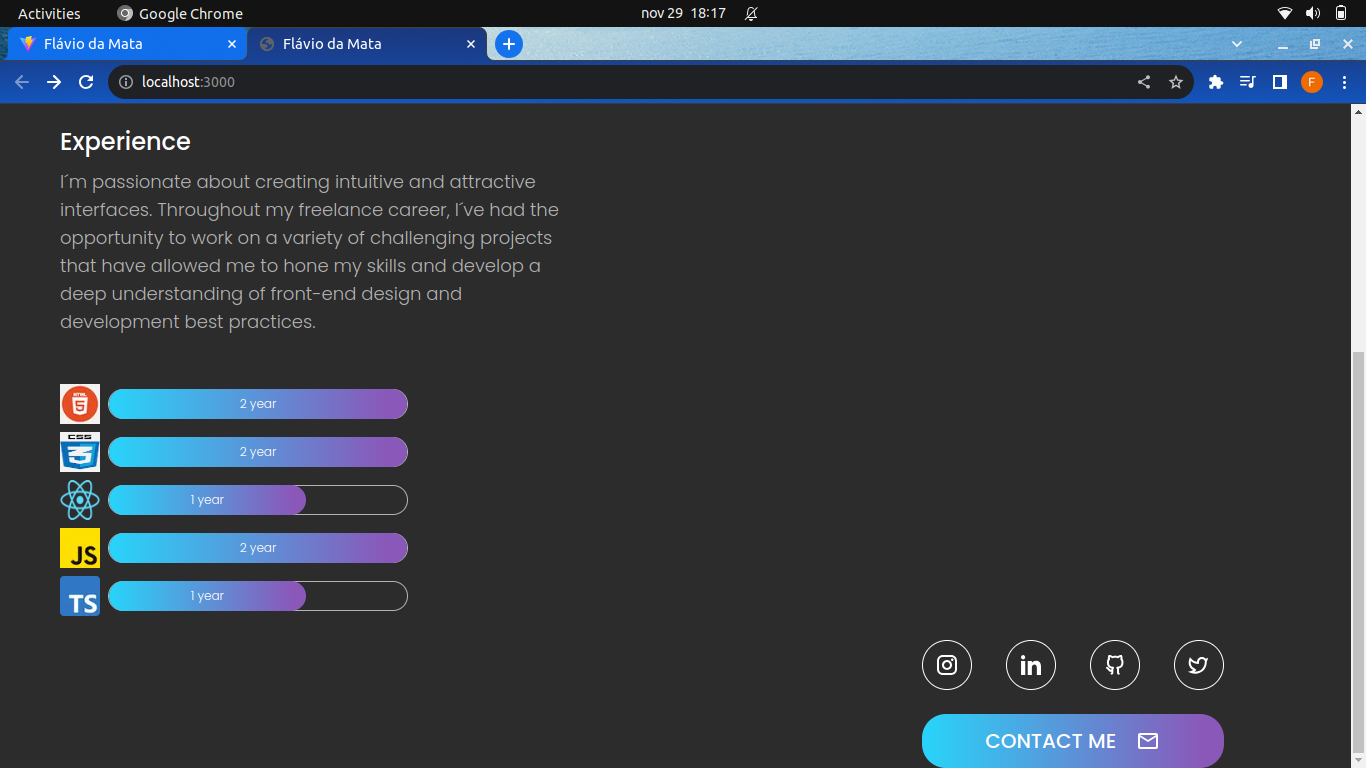 Activities
Google Chrome
nov 29 18:17
Flávio da Mata
Flávio da Mata
localhost:3000
F
Experience
I´m passionate about creating intuitive and attractive
interfaces. Throughout my freelance career, I´ve had the
opportunity to work on a variety of challenging projects
that have allowed me to hone my skills and develop a
deep understanding of front-end design and
development best practices.
HTML
5
2 year
CSS
3
2 year
1 year
JS
2 year
TS
1 year
in
CONTACT ME